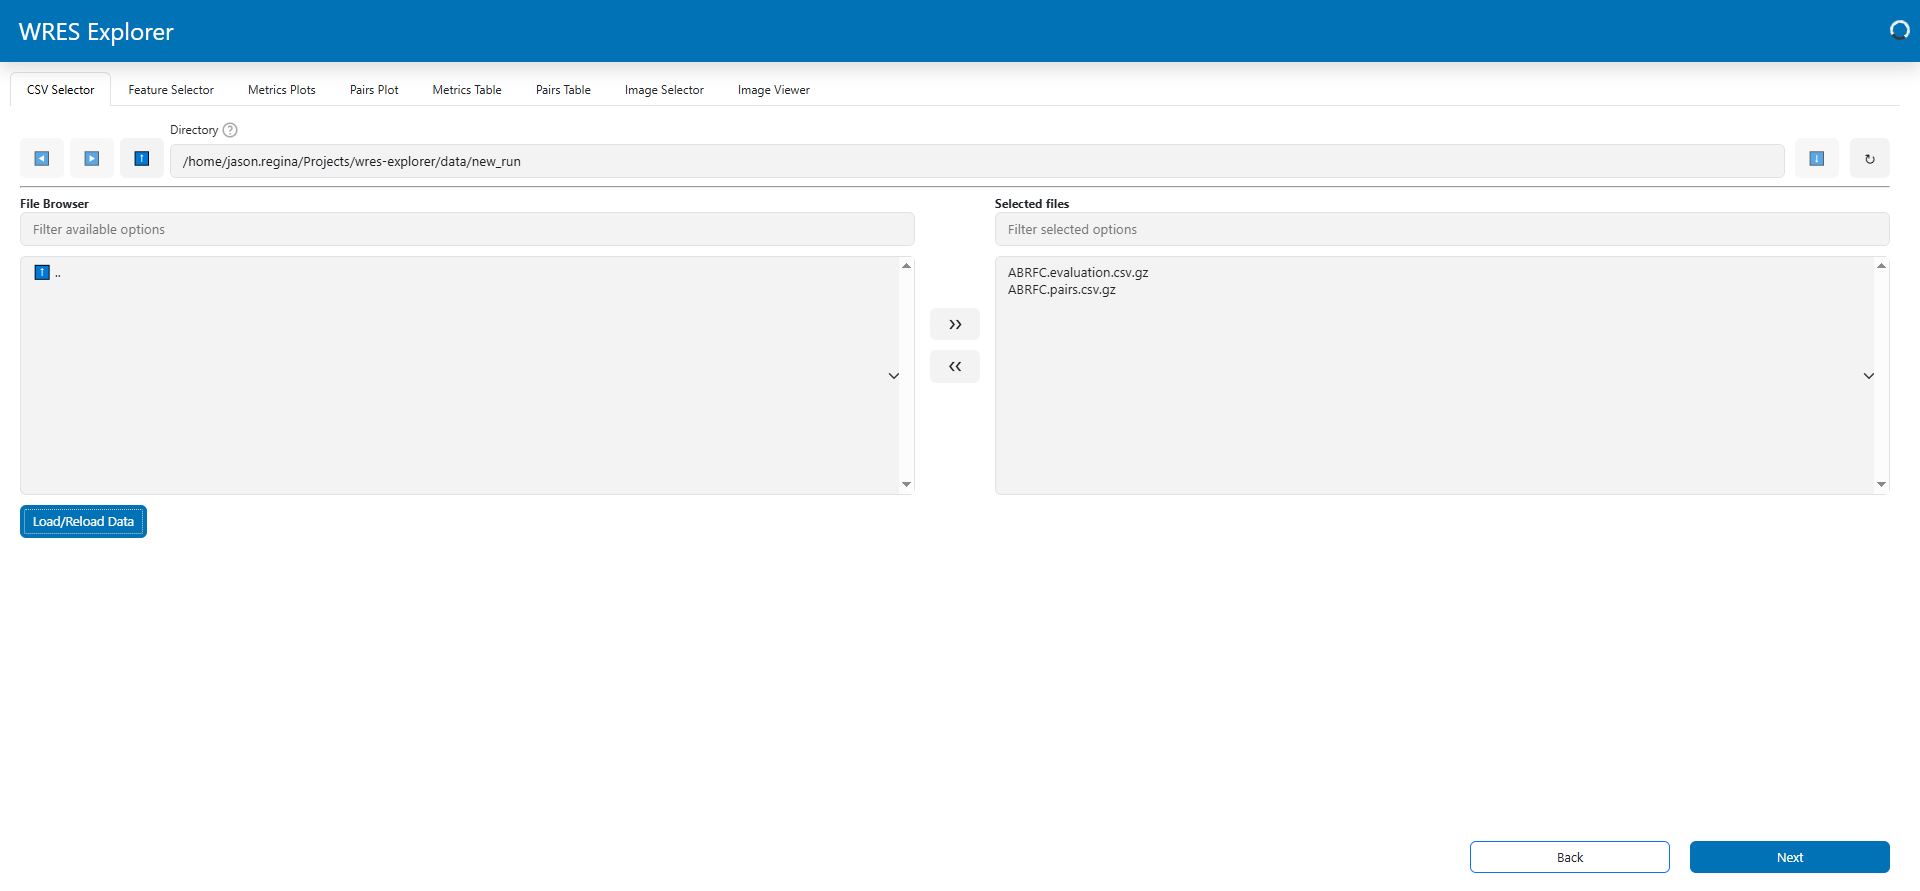 WRES Explorer
CSV Selector
Feature Selector
Metrics Plots
Pairs Plot
Metrics Table
Pairs Table
Image Selector
Image Viewer
Directory ?
/home/jason.regina/Projects/wres-explorer/data/new_run
File Browser
Filter available options
⬆ ..
>>
<<
Selected files
Filter selected options
ABRFC.evaluation.csv.gz
ABRFC.pairs.csv.gz
Load/Reload Data
Back
Next